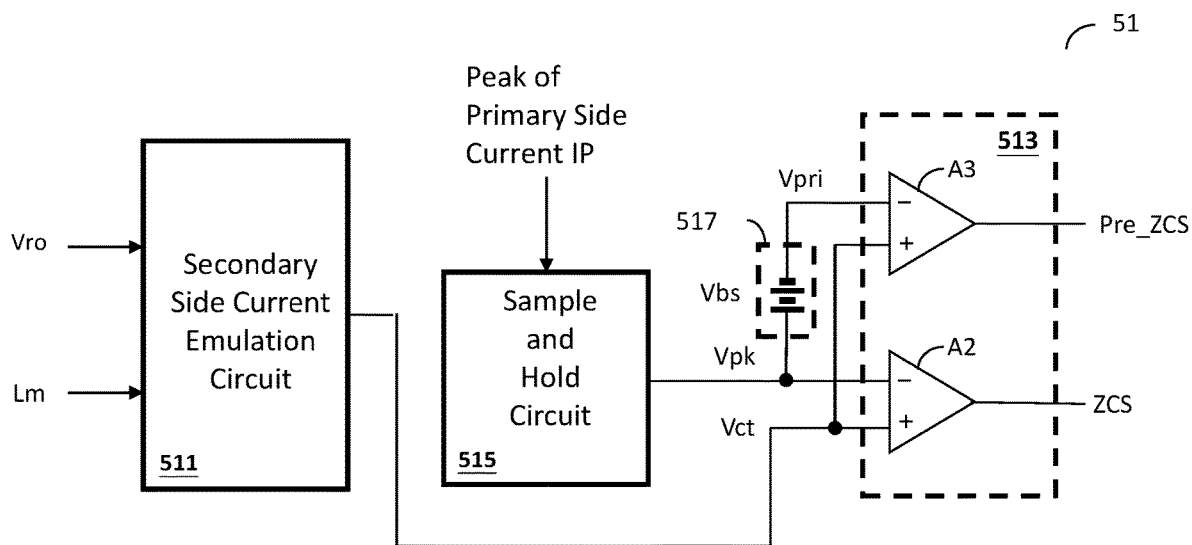 51
Peak of
Primary Side
Current IP
513
A3
Vpri
−
+
Pre_ZCS
517
Vbs
Vro
Secondary
Side Current
Emulation
Circuit
Lm
511
Sample
and
Hold
Circuit
515
Vpk
A2
−
+
ZCS
Vct